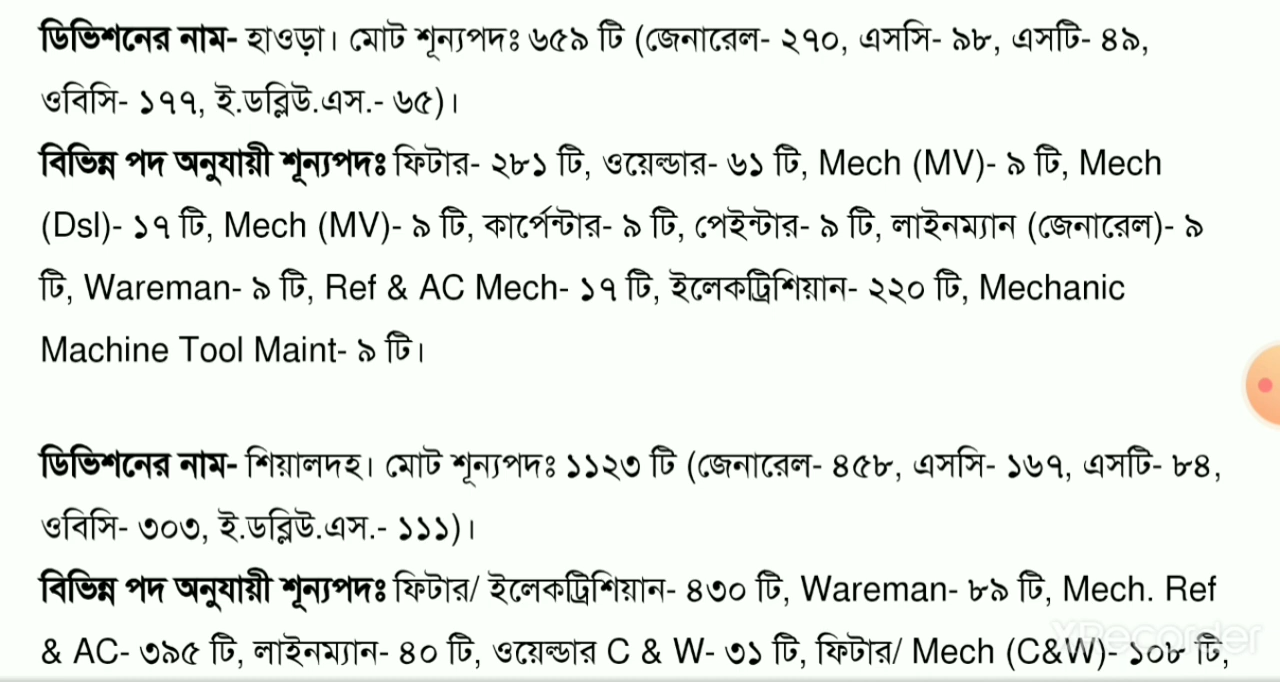 ডিভিশনের নাম- হাওড়া। মোট শূন্যপদঃ ৬৫৯ টি (জেনারেল- ২৭০, এসসি- ৯৮, এসটি- ৪৯,
ওবিসি- ১৭৭, ই.ডব্লিউ.এস.- ৬৫)।
বিভিন্ন পদ অনুযায়ী শূন্যপদঃ ফিটার- ২৮১ টি, ওয়েল্ডার- ৬১ টি, Mech (MV)- ৯ টি, Mech
(Dsl)- ১৭ টি, Mech (MV)- ৯ টি, কার্পেন্টার- ৯ টি, পেইন্টার- ৯ টি, লাইনম্যান (জেনারেল)- ৯
টি, Wareman- ৯ টি, Ref & AC Mech- ১৭ টি, ইলেকট্রিশিয়ান- ২২০ টি, Mechanic
Machine Tool Maint- ৯ টি।
ডিভিশনের নাম- শিয়ালদহ। মোট শূন্যপদঃ ১১২৩ টি (জেনারেল- ৪৫৮, এসসি- ১৬৭, এসটি- ৮৪,
ওবিসি- ৩০৩, ই.ডব্লিউ.এস.- ১১১)।
বিভিন্ন পদ অনুযায়ী শূন্যপদঃ ফিটার/ ইলেকট্রিশিয়ান- ৪৩০ টি, Wareman- ৮৯ টি, Mech. Ref
& AC- ৩৯৫ টি, লাইনম্যান- ৪০ টি, ওয়েল্ডার C & W- ৩১ টি, ফিটার/ Mech (C&W)- ১০৮ টি,
XRecorder